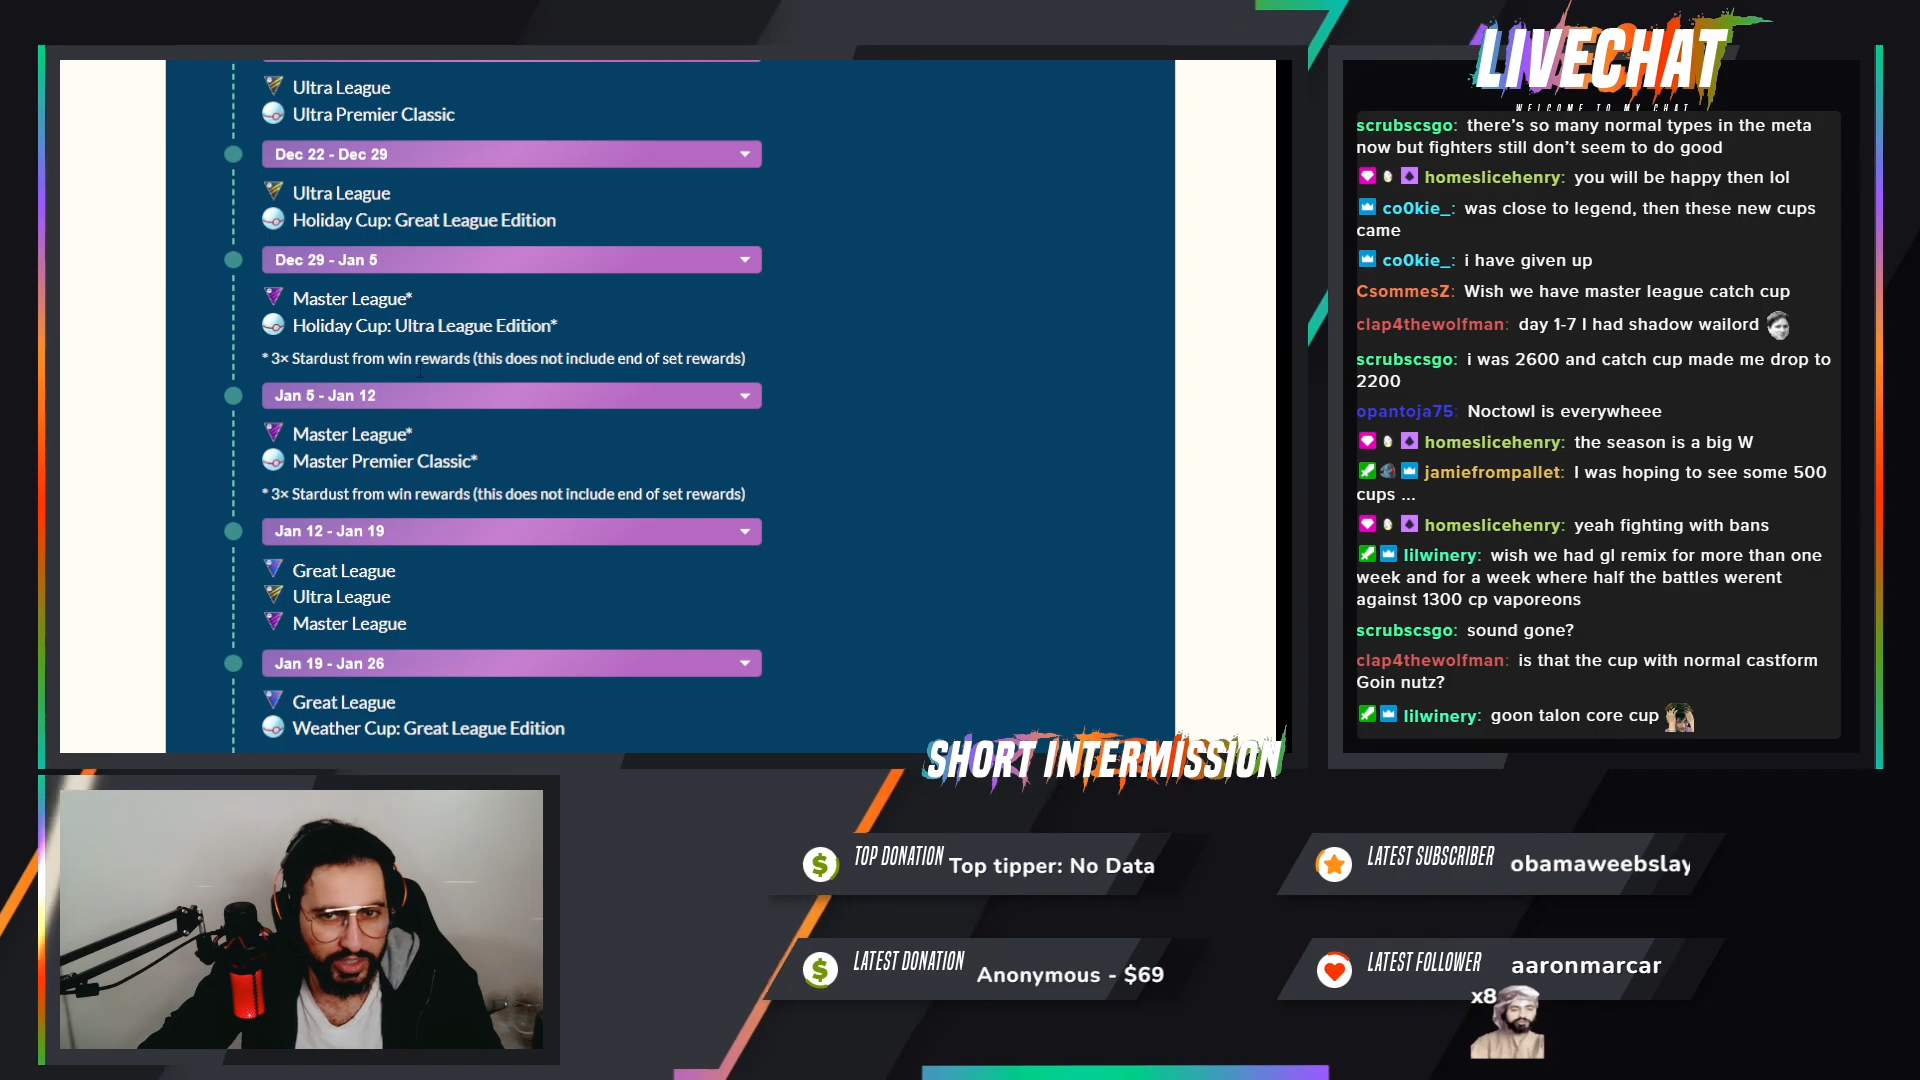 Ultra League
Ultra Premier Classic
Dec 22 - Dec 29
Ultra League
Holiday Cup: Great League Edition
Dec 29 - Jan 5
Master League*
Holiday Cup: Ultra League Edition*
* 3× Stardust from win rewards (this does not include end of set rewards)
Jan 5 - Jan 12
Master League*
Master Premier Classic*
* 3× Stardust from win rewards (this does not include end of set rewards)
Jan 12 - Jan 19
Great League
Ultra League
Master League
Jan 19 - Jan 26
Great League
Weather Cup: Great League Edition
SHORT INTERMISSION
LIVECHAT
WELCOME TO MY CHAT
scrubscsgo: there's so many normal types in the meta
now but fighters still don't seem to do good
homeslicehenry: you will be happy then lol
co0kie_: was close to legend, then these new cups
came
co0kie_: i have given up
CsommesZ: Wish we have master league catch cup
clap4thewolfman: day 1-7 I had shadow wailord
scrubscsgo: i was 2600 and catch cup made me drop to
2200
opantoja75: Noctowl is everywheee
homeslicehenry: the season is a big W
jamiefrompallet: I was hoping to see some 500
cups ...
homeslicehenry: yeah fighting with bans
lilwinery: wish we had gl remix for more than one
week and for a week where half the battles werent
against 1300 cp vaporeons
scrubscsgo: sound gone?
clap4thewolfman: is that the cup with normal castform
Goin nutz?
lilwinery: goon talon core cup
TOP DONATION Top tipper: No Data
LATEST SUBSCRIBER obamaweebslay
LATEST DONATION Anonymous - $69
LATEST FOLLOWER aaronmarcar
x8